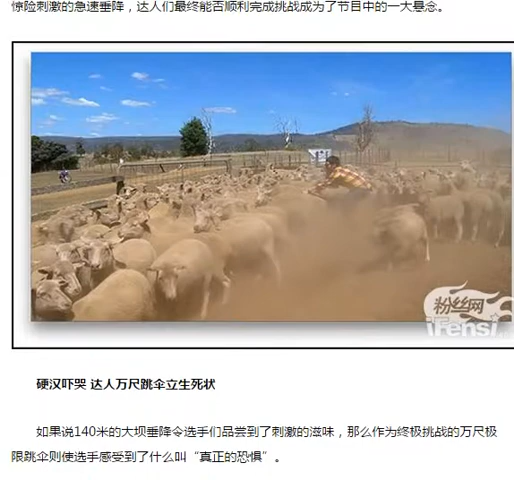 惊险刺激的急速垂降，达人们最终能否顺利完成挑战成为了节目中的一大悬念。
粉丝网
iFensi
硬汉吓哭 达人万尺跳伞立生死状
如果说140米的大坝垂降令选手们品尝到了刺激的滋味，那么作为终极挑战的万尺极
限跳伞则使选手感受到了什么叫“真正的恐惧”。